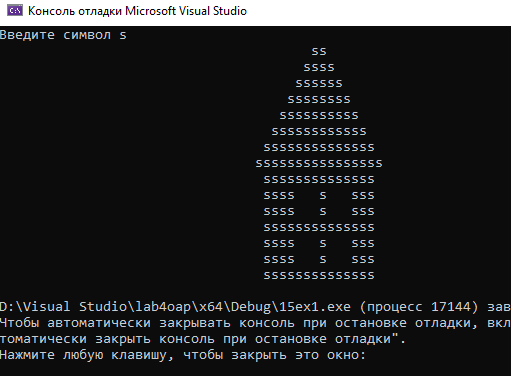 Консоль отладки Microsoft Visual Studio
Введите символ s
                                       ss
                                      ssss
                                     ssssss
                                    ssssssss
                                   ssssssssss
                                  ssssssssssss
                                 ssssssssssssss
                                ssssssssssssssss
                                 ssssssssssssss
                                 ssss   s   sss
                                 ssss   s   sss
                                 ssssssssssssss
                                 ssss   s   sss
                                 ssss   s   sss
                                 ssssssssssssss
D:\Visual Studio\lab4oap\x64\Debug\15ex1.exe (процесс 17144) зав
Чтобы автоматически закрывать консоль при остановке отладки, вкл
томатически закрыть консоль при остановке отладки".
Нажмите любую клавишу, чтобы закрыть это окно: